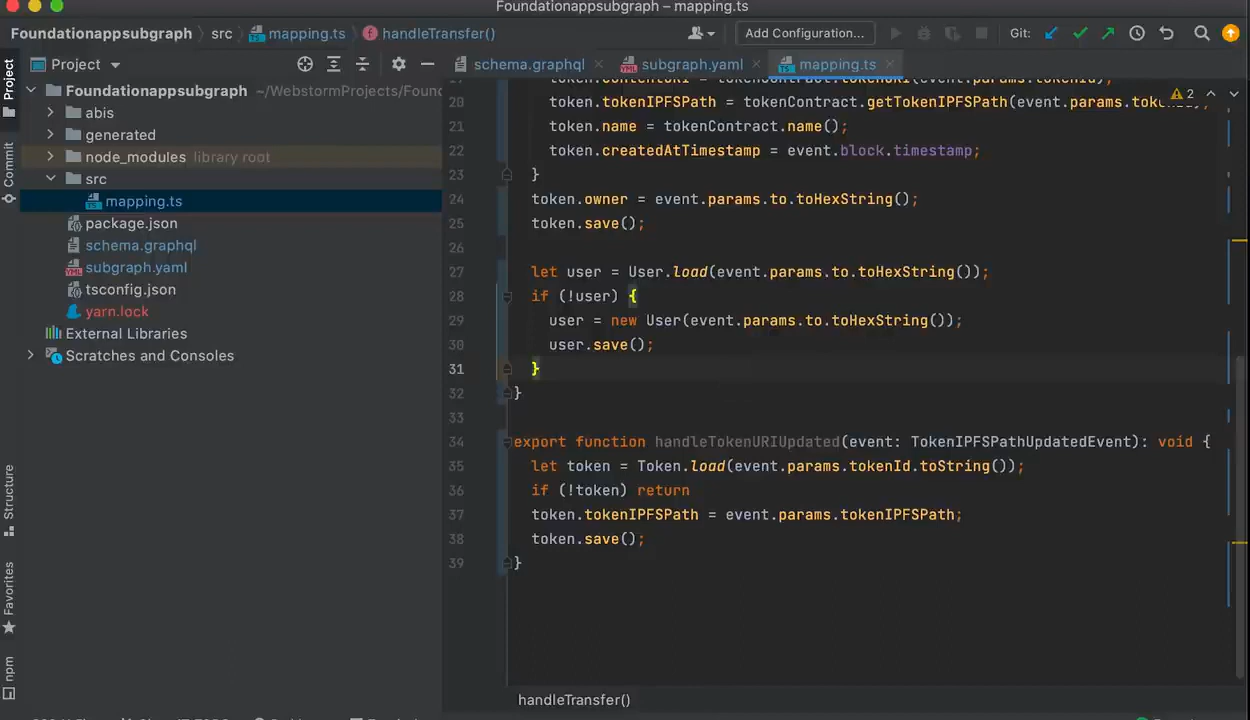 Foundationappsubgraph – mapping.ts
Foundationappsubgraph src mapping.ts handleTransfer()
Add Configuration...
Git:
Project
schema.graphql
subgraph.yaml
mapping.ts
Project
Commit
Structure
Favorites
npm
Foundationappsubgraph ~/WebstormProjects/Found
abis
generated
node_modules library root
src
mapping.ts
package.json
schema.graphql
subgraph.yaml
tsconfig.json
yarn.lock
External Libraries
Scratches and Consoles
2
20 token.tokenIPFSPath = tokenContract.getTokenIPFSPath(event.params.tokenId);
21 token.name = tokenContract.name();
22 token.createdAtTimestamp = event.block.timestamp;
23 }
24 token.owner = event.params.to.toHexString();
25 token.save();
26
27 let user = User.load(event.params.to.toHexString());
28 if (!user) {
29 user = new User(event.params.to.toHexString());
30 user.save();
31 }
32 }
33
34 export function handleTokenURIUpdated(event: TokenIPFSPathUpdatedEvent): void {
35 let token = Token.load(event.params.tokenId.toString());
36 if (!token) return
37 token.tokenIPFSPath = event.params.tokenIPFSPath;
38 token.save();
39 }
handleTransfer()